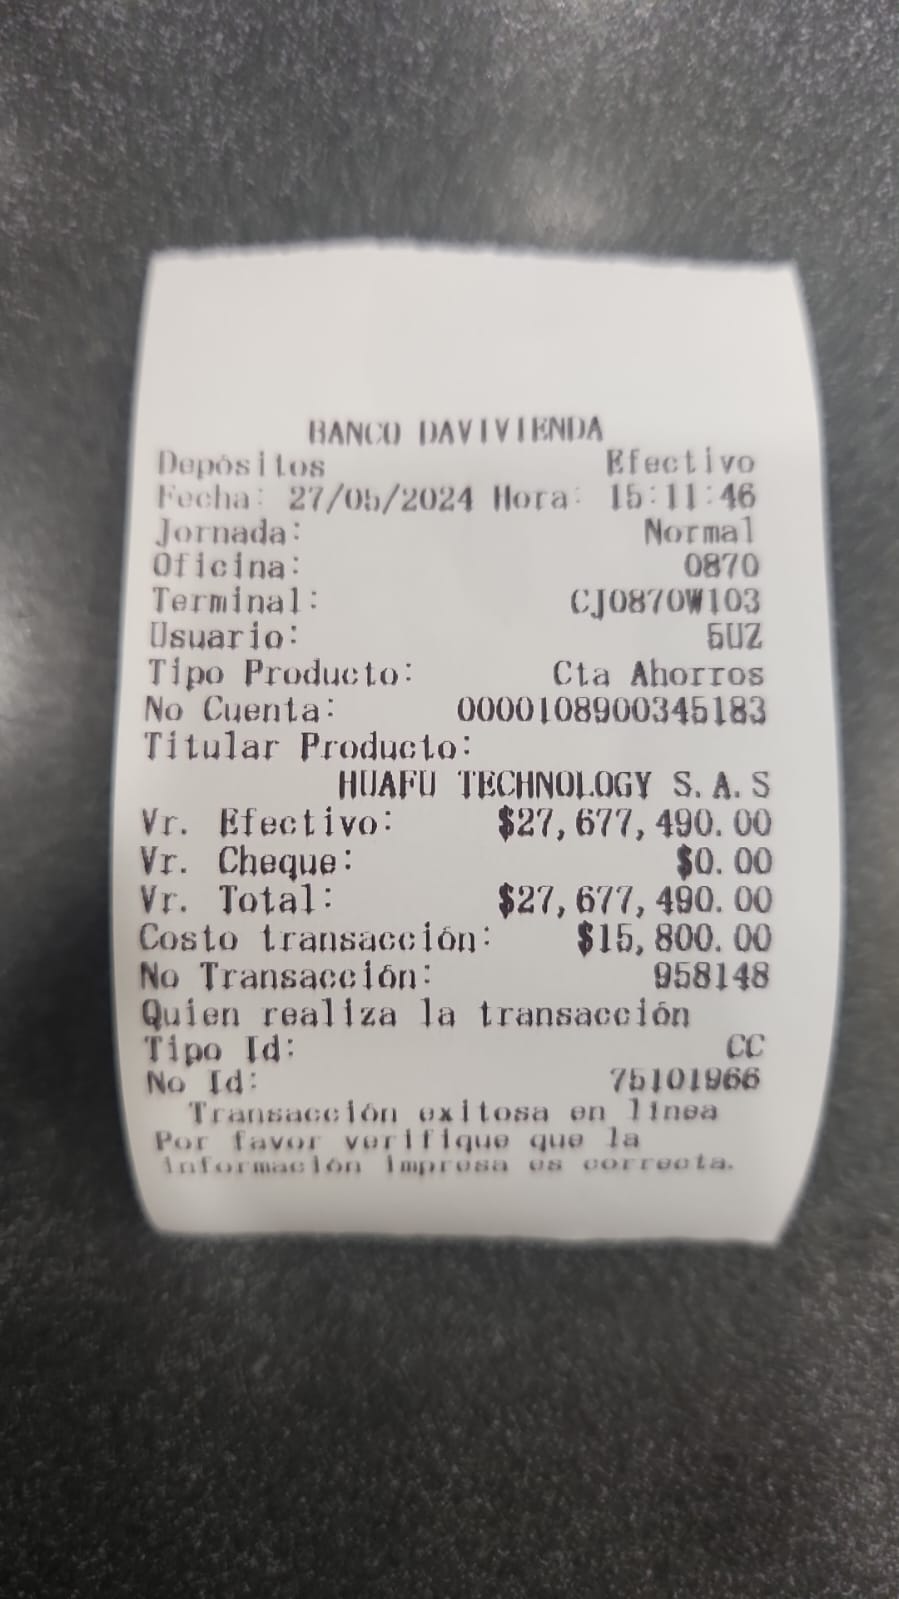 BANCO DAVIVIENDA
Depósitos Efectivo
Fecha: 27/05/2024 Hora: 15:11:46
Jornada: Normal
Oficina: 0870
Terminal: CJ0870W103
Usuario: 5UZ
Tipo Producto: Cta Ahorros
No Cuenta: 0000108900345183
Titular Producto:
HUAFU TECHNOLOGY S.A.S
Vr. Efectivo: $27,677,490.00
Vr. Cheque: $0.00
Vr. Total: $27,677,490.00
Costo transacción: $15,800.00
No Transacción: 958148
Quien realiza la transacción
Tipo Id: CC
No Id: 75101966
Transacción exitosa en linea
Por favor verifique que la
información impresa es correcta.